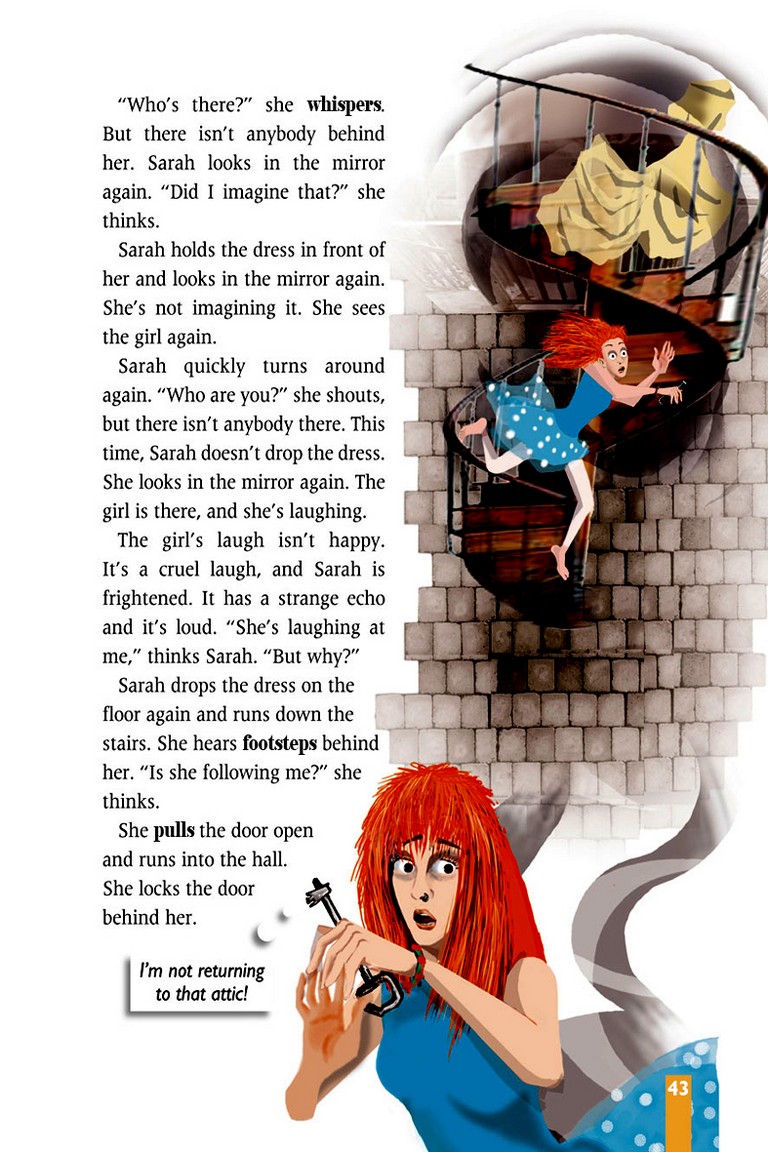 “Who’s there?” she whispers.
But there isn’t anybody behind
her. Sarah looks in the mirror
again. “Did I imagine that?” she
thinks.
Sarah holds the dress in front of
her and looks in the mirror again.
She’s not imagining it. She sees
the girl again.
Sarah quickly turns around
again. “Who are you?” she shouts,
but there isn’t anybody there. This
time, Sarah doesn’t drop the dress.
She looks in the mirror again. The
girl is there, and she’s laughing.
The girl’s laugh isn’t happy.
It’s a cruel laugh, and Sarah is
frightened. It has a strange echo
and it’s loud. “She’s laughing at
me,” thinks Sarah. “But why?”
Sarah drops the dress on the
floor again and runs down the
stairs. She hears footsteps behind
her. “Is she following me?” she
thinks.
She pulls the door open
and runs into the hall.
She locks the door
behind her.
I’m not returning
to that attic!
43